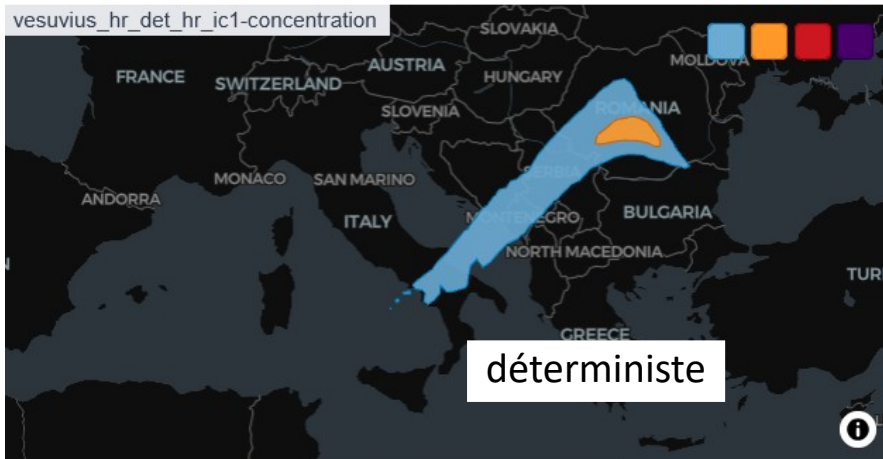 vesuvius_hr_det_hr_ic1-concentration
SLOVAKIA
MOLDOVA
AUSTRIA
FRANCE
SWITZERLAND
HUNGARY
SLOVENIA
ROMANIA
MONACO
SAN MARINO
SERBIA
ANDORRA
ITALY
MONTENEGRO
BULGARIA
NORTH MACEDONIA
N
TUR
GREECE
déterministe
i